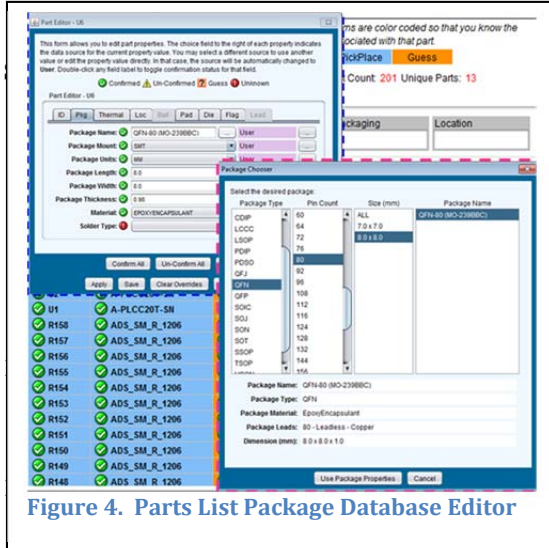 Part Editor - U6
This form allows you to edit part properties. The choice field to the right of each property indicates
the data source for the current property value. You may select a different source to use another
value or edit the property value directly. In that case, the source will be automatically changed to
User. Double-click any field label to toggle confirmation status for that field.
Confirmed Un-Confirmed Guess Unknown
Part Editor - U6
ID Pkg Thermal Loc Ball Pad Die Flag Lead
Package Name: QFN-80 (MO-239BBC) ... User ...
Package Mount: SMT User
Package Units: MM User
Package Length: 8.0
Package Width: 8.0
Package Thickness: 0.98
Material: EPOXYENCAPSULANT
Solder Type:
Confirm All Un-Confirm All
Apply Save Clear Overrides
ms are color coded so that you know the
ociated with that part.
PickPlace Guess
Count: 201 Unique Parts: 13
ckaging Location
Package Chooser
Select the desired package:
Package Type Pin Count Size (mm) Package Name
CDIP 60 ALL QFN-80 (MO-239BBC)
LCCC 64 7.0 x 7.0
LSOP 72 8.0 x 8.0
PDIP 76
PDSO 80
QFJ 92
QFN 96
QFP 108
SOIC 112
SOJ 116
SON 124
SOT 128
SSOP 132
TSOP 144
156
Package Name: QFN-80 (MO-239BBC)
Package Type: QFN
Package Material: EpoxyEncapsulant
Package Leads: 80 - Leadless - Copper
Dimension (mm): 8.0 x 8.0 x 1.0
Use Package Properties Cancel
U1 A-PLCC20T-SN
R158 ADS_SM_R_1206
R157 ADS_SM_R_1206
R156 ADS_SM_R_1206
R155 ADS_SM_R_1206
R154 ADS_SM_R_1206
R153 ADS_SM_R_1206
R152 ADS_SM_R_1206
R151 ADS_SM_R_1206
R150 ADS_SM_R_1206
R149 ADS_SM_R_1206
R148 ADS_SM_R_1206
Figure 4. Parts List Package Database Editor